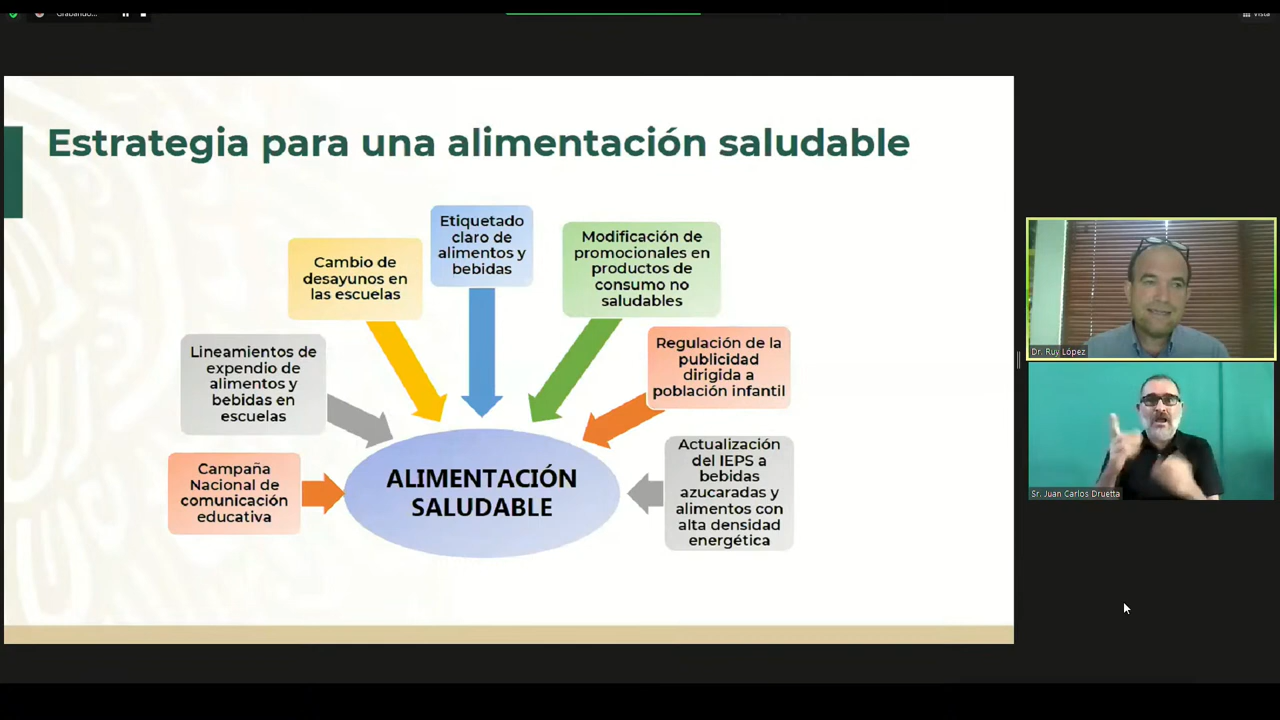 Grabando...
Vista
Estrategia para una alimentación saludable
Etiquetado
claro de
alimentos y
bebidas
Modificación de
promocionales en
productos de
consumo no
saludables
Cambio de
desayunos en
las escuelas
Lineamientos de
expendio de
alimentos y
bebidas en
escuelas
Regulación de la
publicidad
dirigida a
población infantil
Campaña
Nacional de
comunicación
educativa
ALIMENTACIÓN
SALUDABLE
Actualización
del IEPS a
bebidas
azucaradas y
alimentos con
alta densidad
energética
Dr. Ruy López
Sr. Juan Carlos Druetta